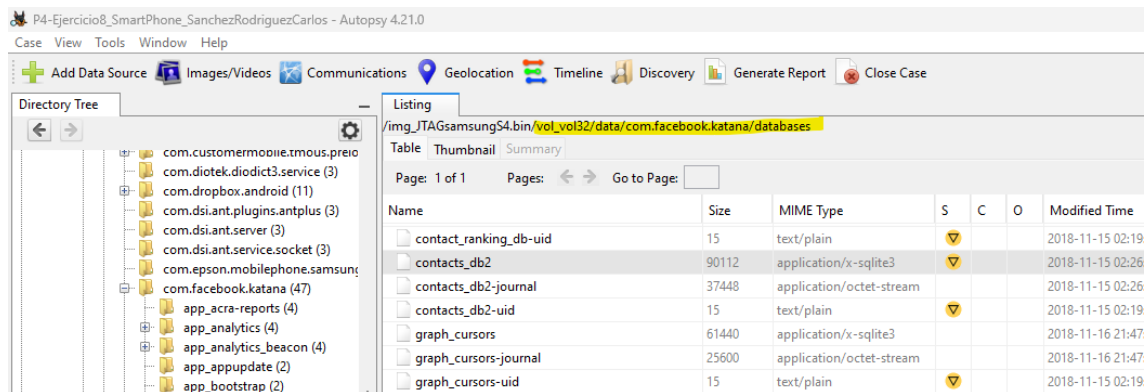 P4-Ejercicio8_SmartPhone_SanchezRodriguezCarlos - Autopsy 4.21.0
Case View Tools Window Help
Add Data Source Images/Videos Communications Geolocation Timeline Discovery Generate Report Close Case
Directory Tree
com.customermobile.tmous.preio
com.diotek.diodict3.service (3)
com.dropbox.android (11)
com.dsi.ant.plugins.antplus (3)
com.dsi.ant.server (3)
com.dsi.ant.service.socket (3)
com.epson.mobilephone.samsung
com.facebook.katana (47)
app_acra-reports (4)
app_analytics (4)
app_analytics_beacon (4)
app_appupdate (2)
app_bootstrap (2)
Listing
/img_JTAGsamsungS4.bin/vol_vol32/data/com.facebook.katana/databases
Table Thumbnail Summary
Page: 1 of 1 Pages: Go to Page:
Name Size MIME Type S C O Modified Time
contact_ranking_db-uid 15 text/plain 2018-11-15 02:19:
contacts_db2 90112 application/x-sqlite3 2018-11-15 02:26
contacts_db2-journal 37448 application/octet-stream 2018-11-15 02:26
contacts_db2-uid 15 text/plain 2018-11-15 02:19:
graph_cursors 61440 application/x-sqlite3 2018-11-16 21:47:
graph_cursors-journal 25600 application/octet-stream 2018-11-16 21:47:
graph_cursors-uid 15 text/plain 2018-11-15 02:19: